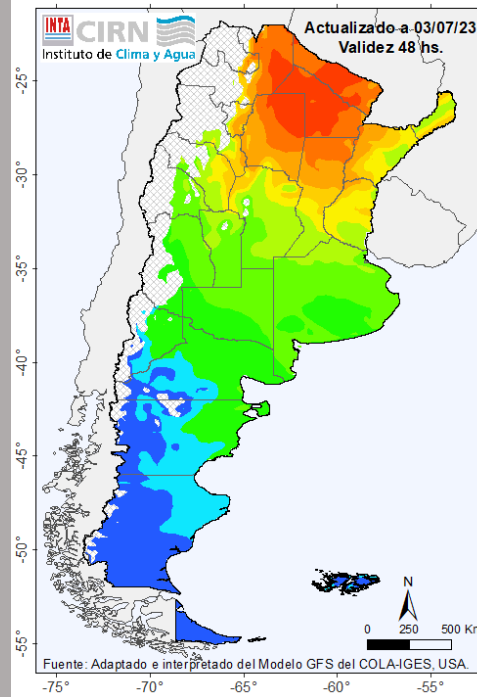 INTA CIRN
Instituto de Clima y Agua
Actualizado a 03/07/23
Validez 48 hs.
-25°
-30°
-35°
-40°
-45°
-50°
-55°
N
0 250 500 Km
Fuente: Adaptado e interpretado del Modelo GFS del COLA-IGES, USA.
-75° -70° -65° -60° -55°